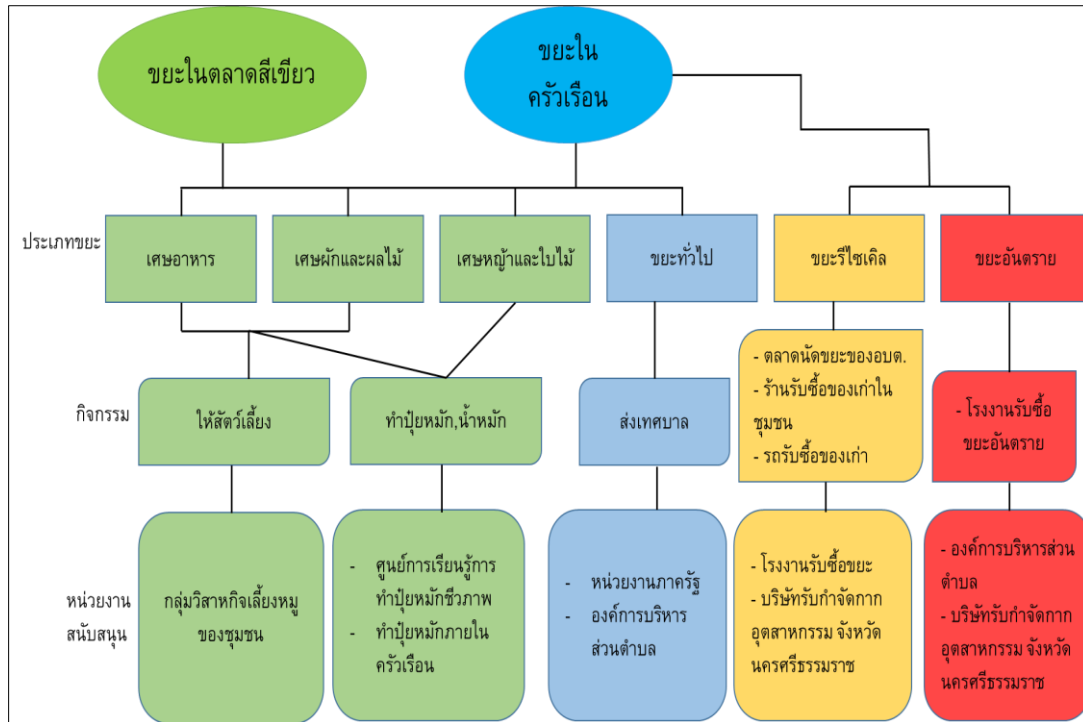 ขยะในตลาดสีเขียว
ขยะใน
ครัวเรือน
ประเภทขยะ
เศษอาหาร
เศษผักและผลไม้
เศษหญ้าและใบไม้
ขยะทั่วไป
ขยะรีไซเคิล
ขยะอันตราย
กิจกรรม
ให้สัตว์เลี้ยง
ทำปุ๋ยหมัก,น้ำหมัก
ส่งเทศบาล
- ตลาดนัดขยะของอบต.
- ร้านรับซื้อของเก่าใน
ชุมชน
- รถรับซื้อของเก่า
- โรงงานรับซื้อ
ขยะอันตราย
หน่วยงาน
สนับสนุน
กลุ่มวิสาหกิจเลี้ยงหมู
ของชุมชน
- ศูนย์การเรียนรู้การ
ทำปุ๋ยหมักชีวภาพ
- ทำปุ๋ยหมักภายใน
ครัวเรือน
- หน่วยงานภาครัฐ
- องค์การบริหาร
ส่วนตำบล
- โรงงานรับซื้อขยะ
- บริษัทรับกำจัดกาก
อุตสาหกรรม จังหวัด
นครศรีธรรมราช
- องค์การบริหารส่วน
ตำบล
- บริษัทรับกำจัดกาก
อุตสาหกรรม จังหวัด
นครศรีธรรมราช